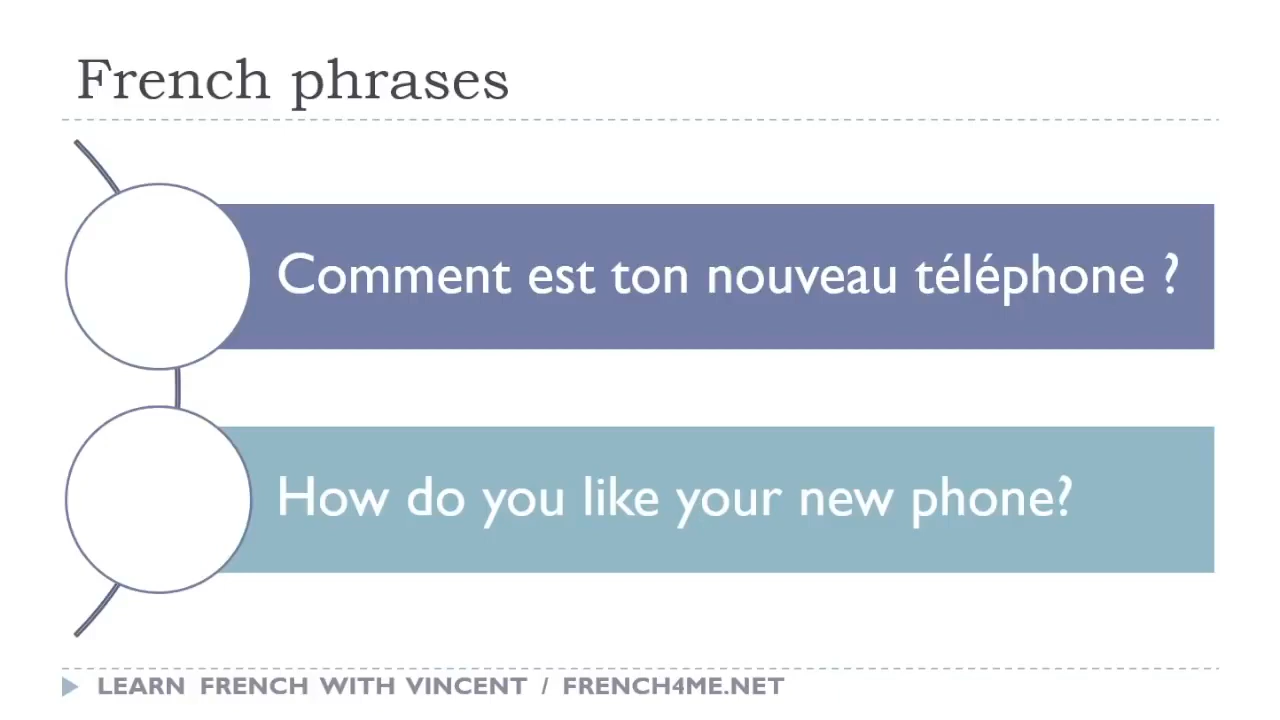 French phrases
Comment est ton nouveau téléphone ?
How do you like your new phone?
LEARN FRENCH WITH VINCENT / FRENCH4ME.NET